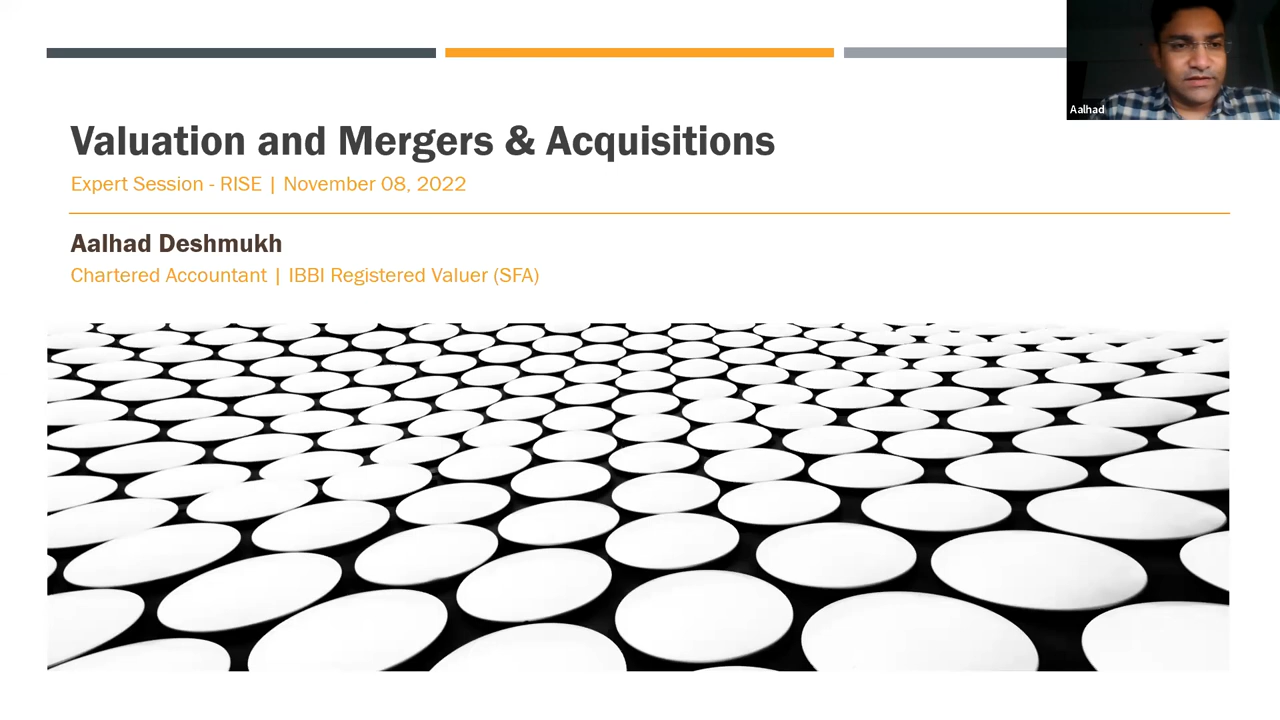 Aalhad
Valuation and Mergers & Acquisitions
Expert Session - RISE | November 08, 2022
Aalhad Deshmukh
Chartered Accountant | IBBI Registered Valuer (SFA)